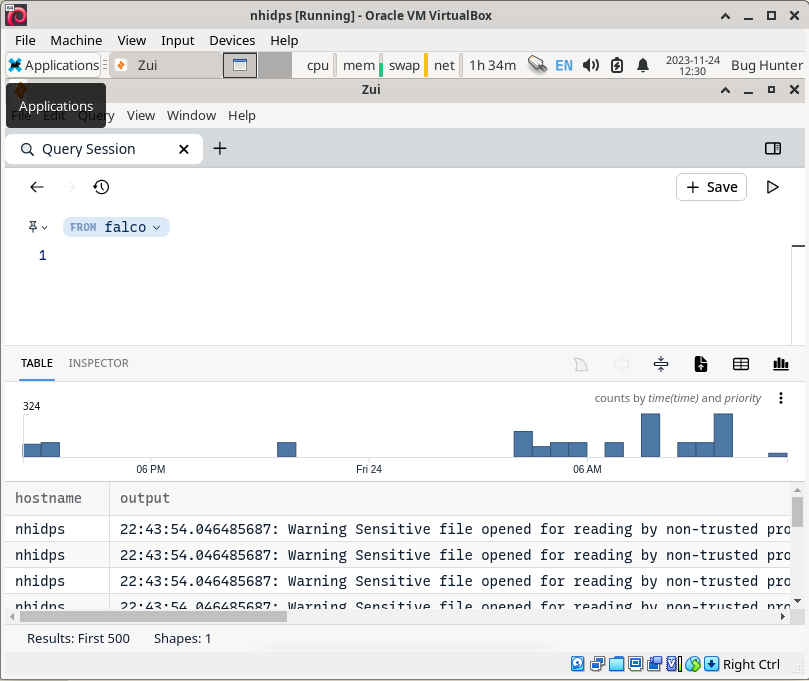 nhidps [Running] - Oracle VM VirtualBox
File Machine View Input Devices Help
Applications Zui cpu mem swap net 1h 34m EN 2023-11-24 12:30 Bug Hunter
Zui
Applications
File Edit Query View Window Help
Query Session
Save
FROM falco
1
TABLE INSPECTOR
counts by time(time) and priority
324
06 PM Fri 24 06 AM
hostname output
nhidps 22:43:54.046485687: Warning Sensitive file opened for reading by non-trusted pro
nhidps 22:43:54.046485687: Warning Sensitive file opened for reading by non-trusted pro
nhidps 22:43:54.046485687: Warning Sensitive file opened for reading by non-trusted pro
nhidps 22:43:54.046485687: Warning Sensitive file opened for reading by non-trusted pro
Results: First 500 Shapes: 1
Right Ctrl